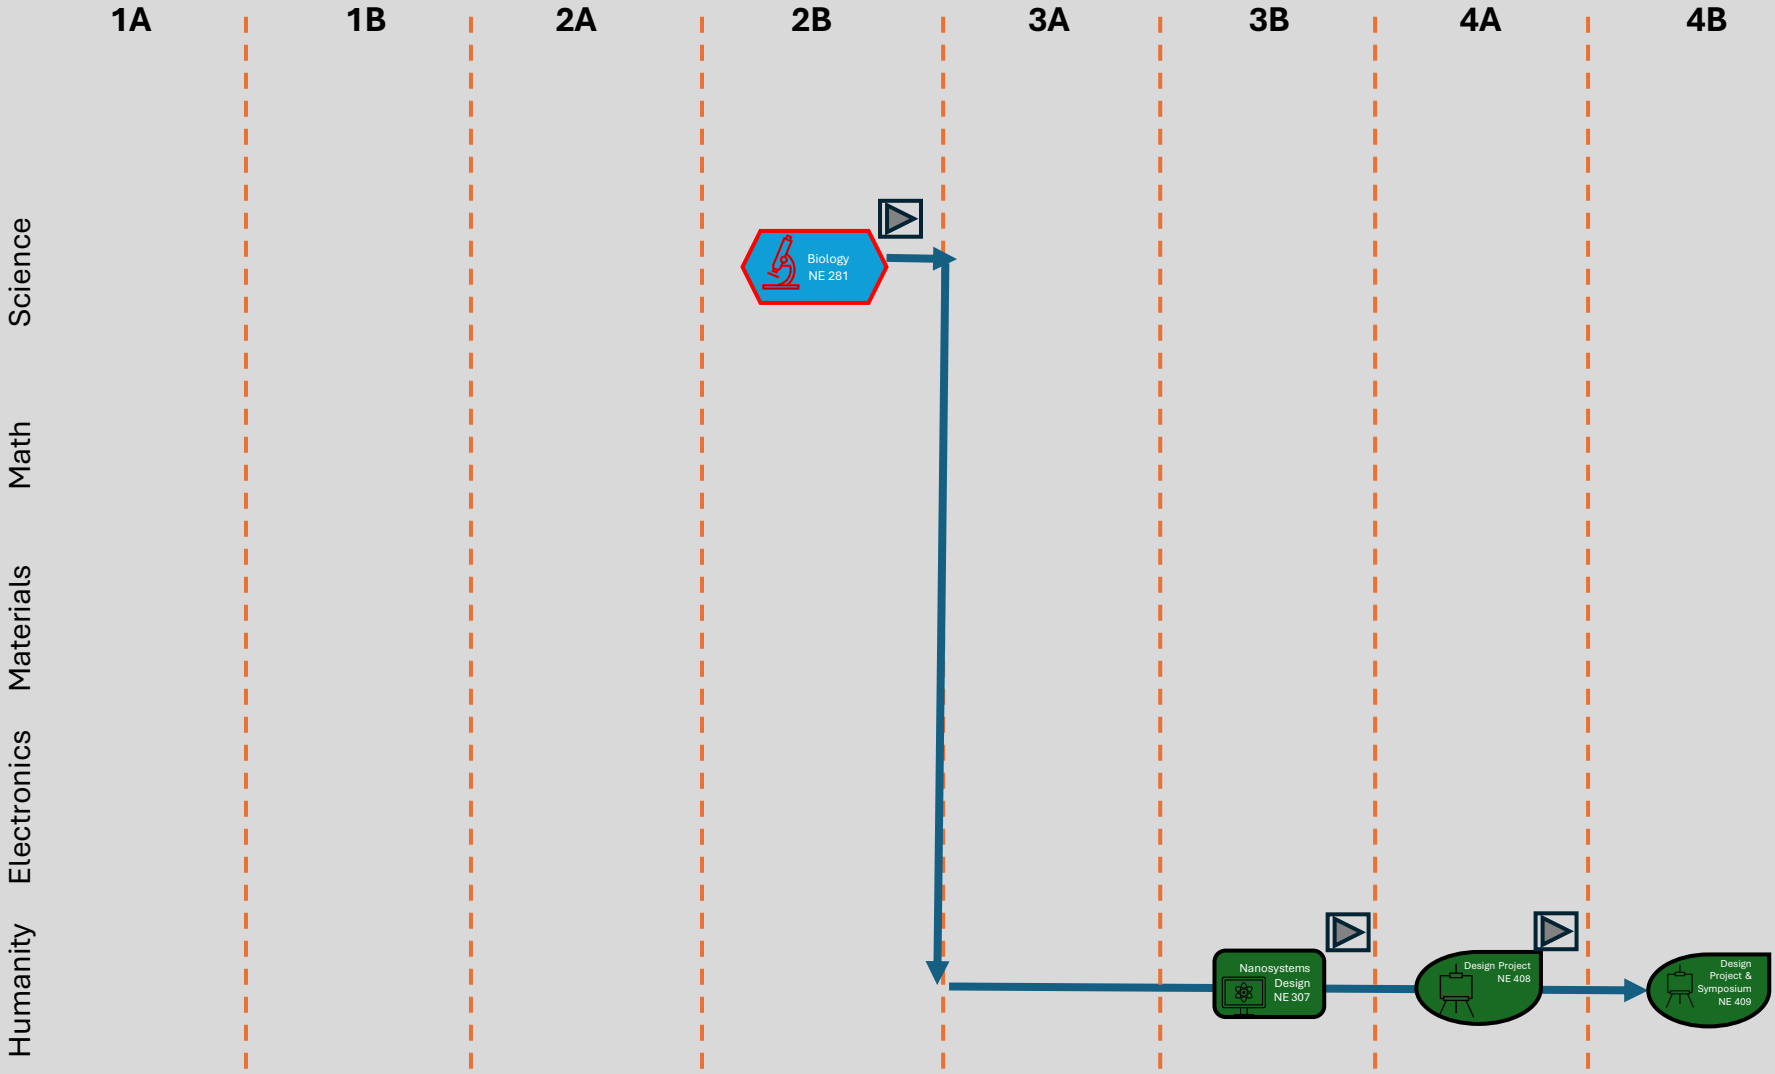 1A
1B
2A
2B
3A
3B
4A
4B
Science
Math
Materials
Electronics
Humanity
Biology
NE 281
Nanosystems
Design
NE 307
Design Project
NE 408
Design
Project &
Symposium
NE 409